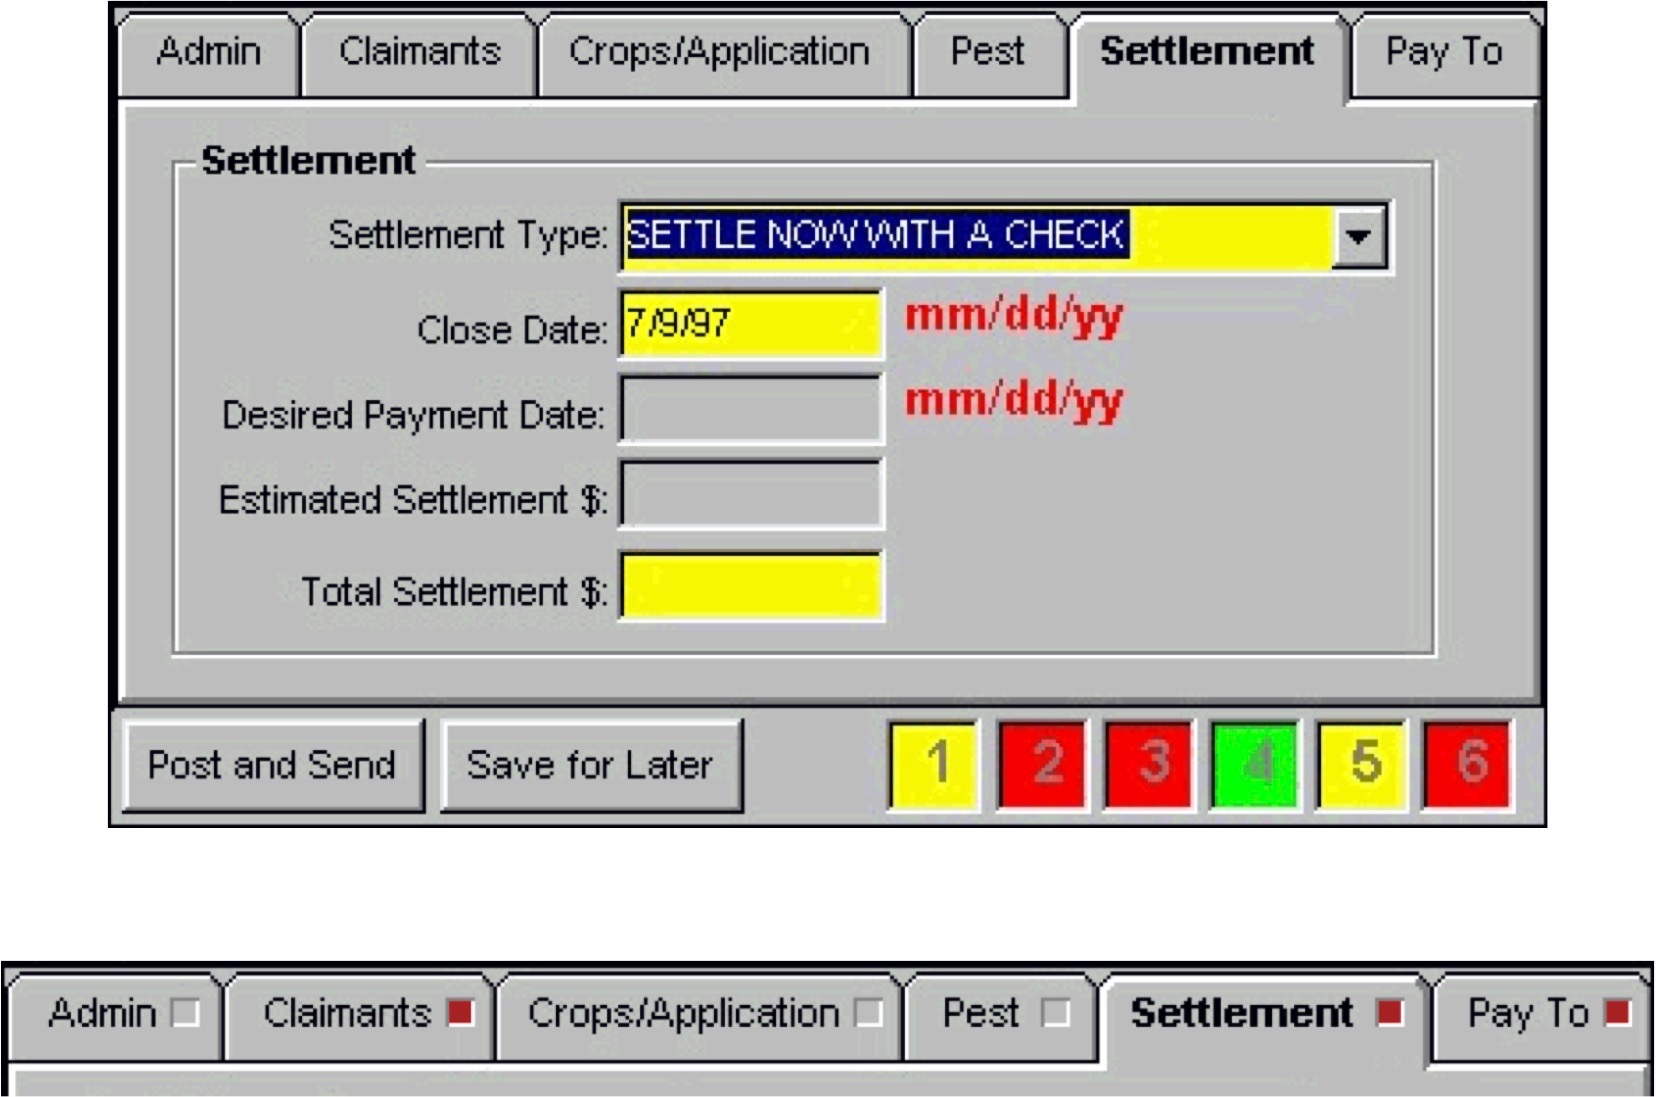 Admin Claimants Crops/Application Pest Settlement Pay To
Settlement
Settlement Type: SETTLE NOW WITH A CHECK
Close Date: 7/9/97 mm/dd/yy
Desired Payment Date: mm/dd/yy
Estimated Settlement $:
Total Settlement $:
Post and Send Save for Later 1 2 3 4 5 6
Admin Claimants Crops/Application Pest Settlement Pay To